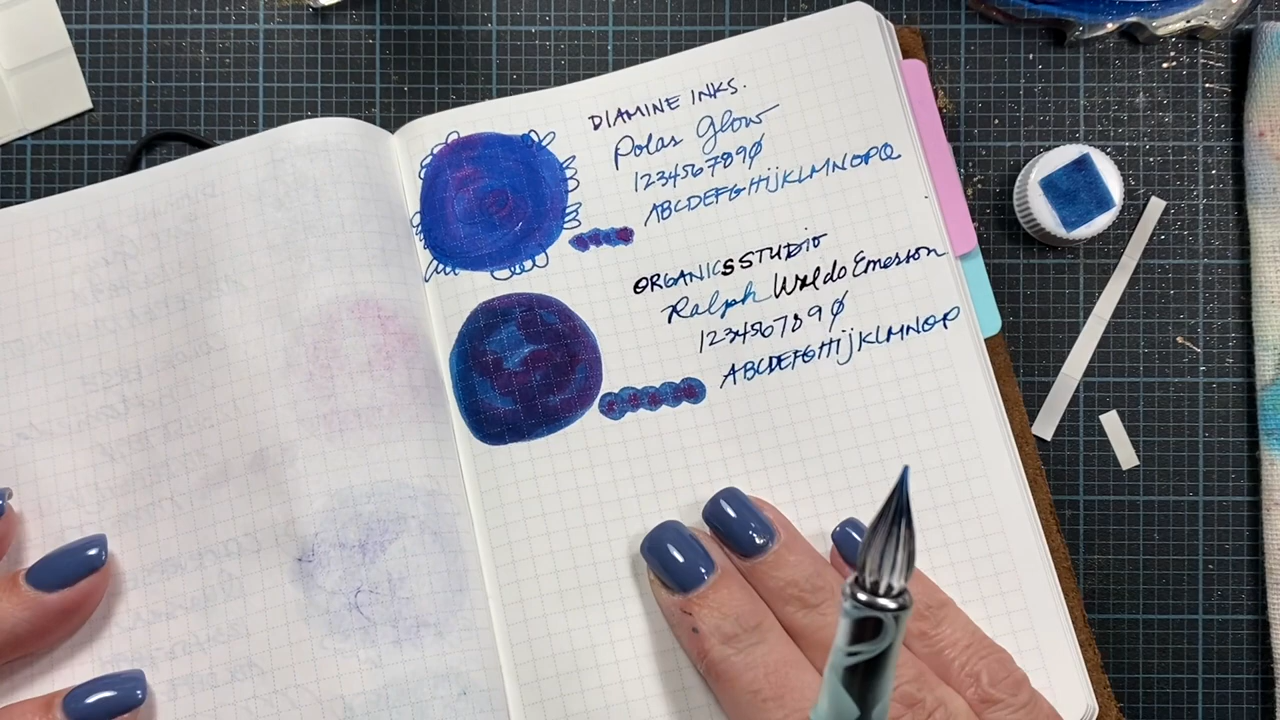 DIAMINE INKS.
Polar Glow
1234567890
ABCDEFGHIJKLMNOPQ
ORGANICS STUDIO
Ralph Waldo Emerson
1234567890
ABCDEFGHIJKLMNOP